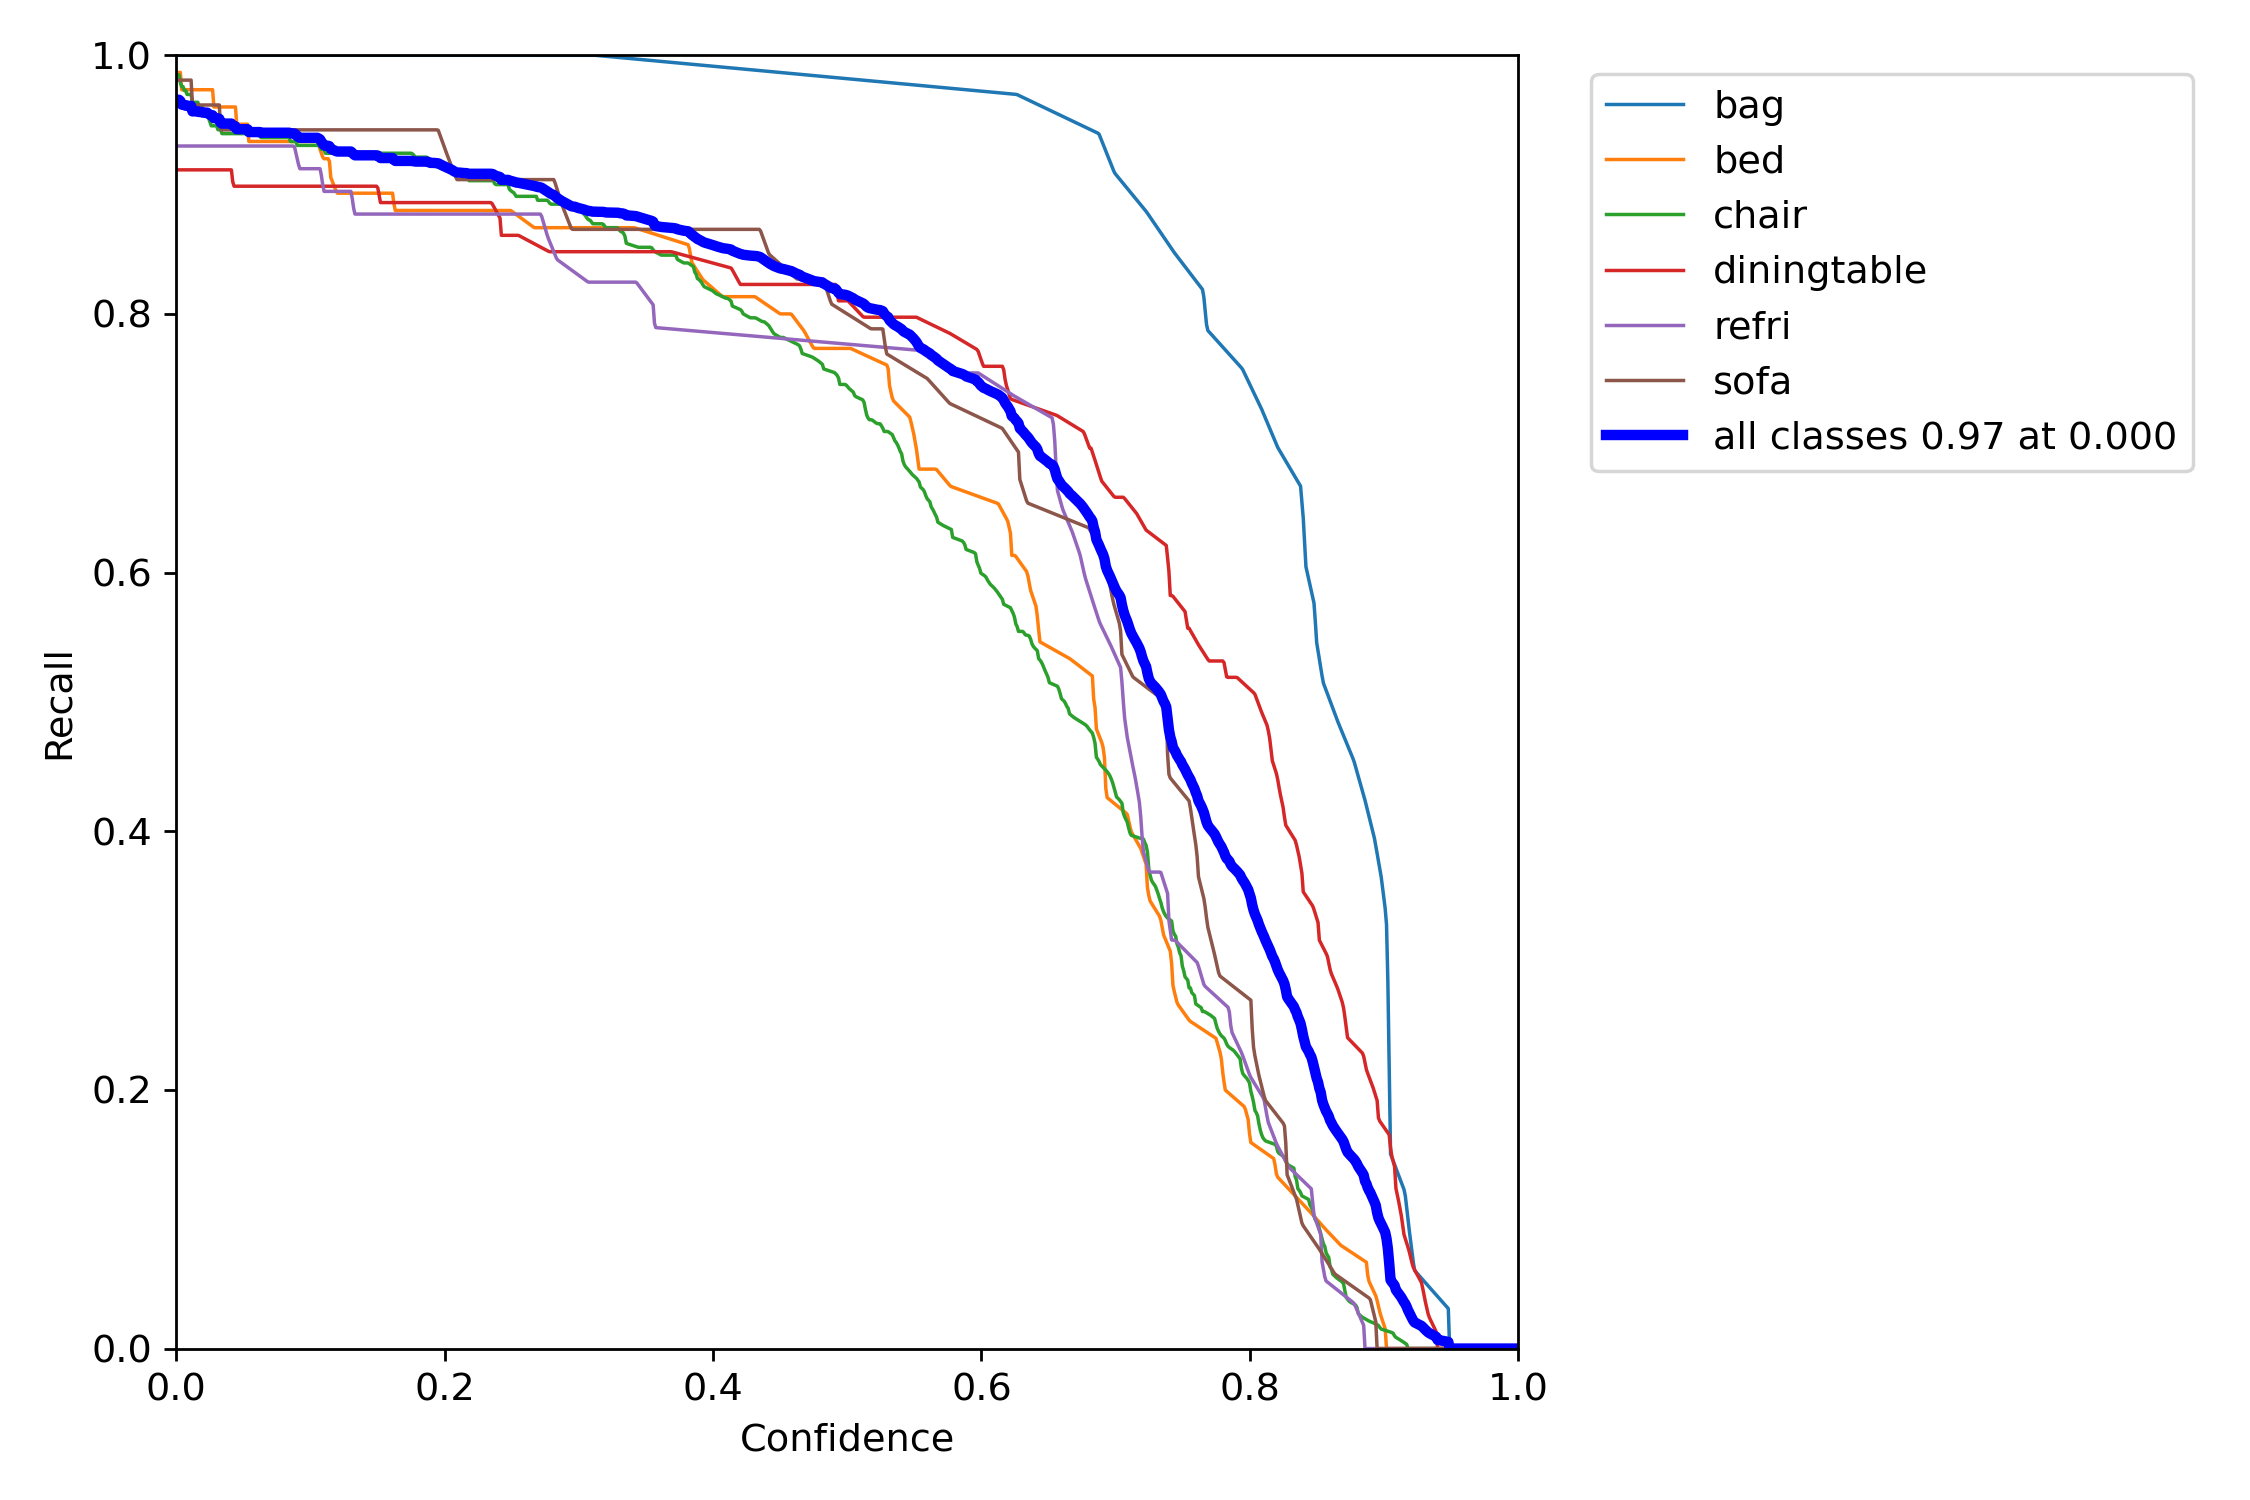 1.0
0.8
0.6
0.4
0.2
0.0
Recall
0.0 0.2 0.4 0.6 0.8 1.0
Confidence
bag
bed
chair
diningtable
refri
sofa
all classes 0.97 at 0.000